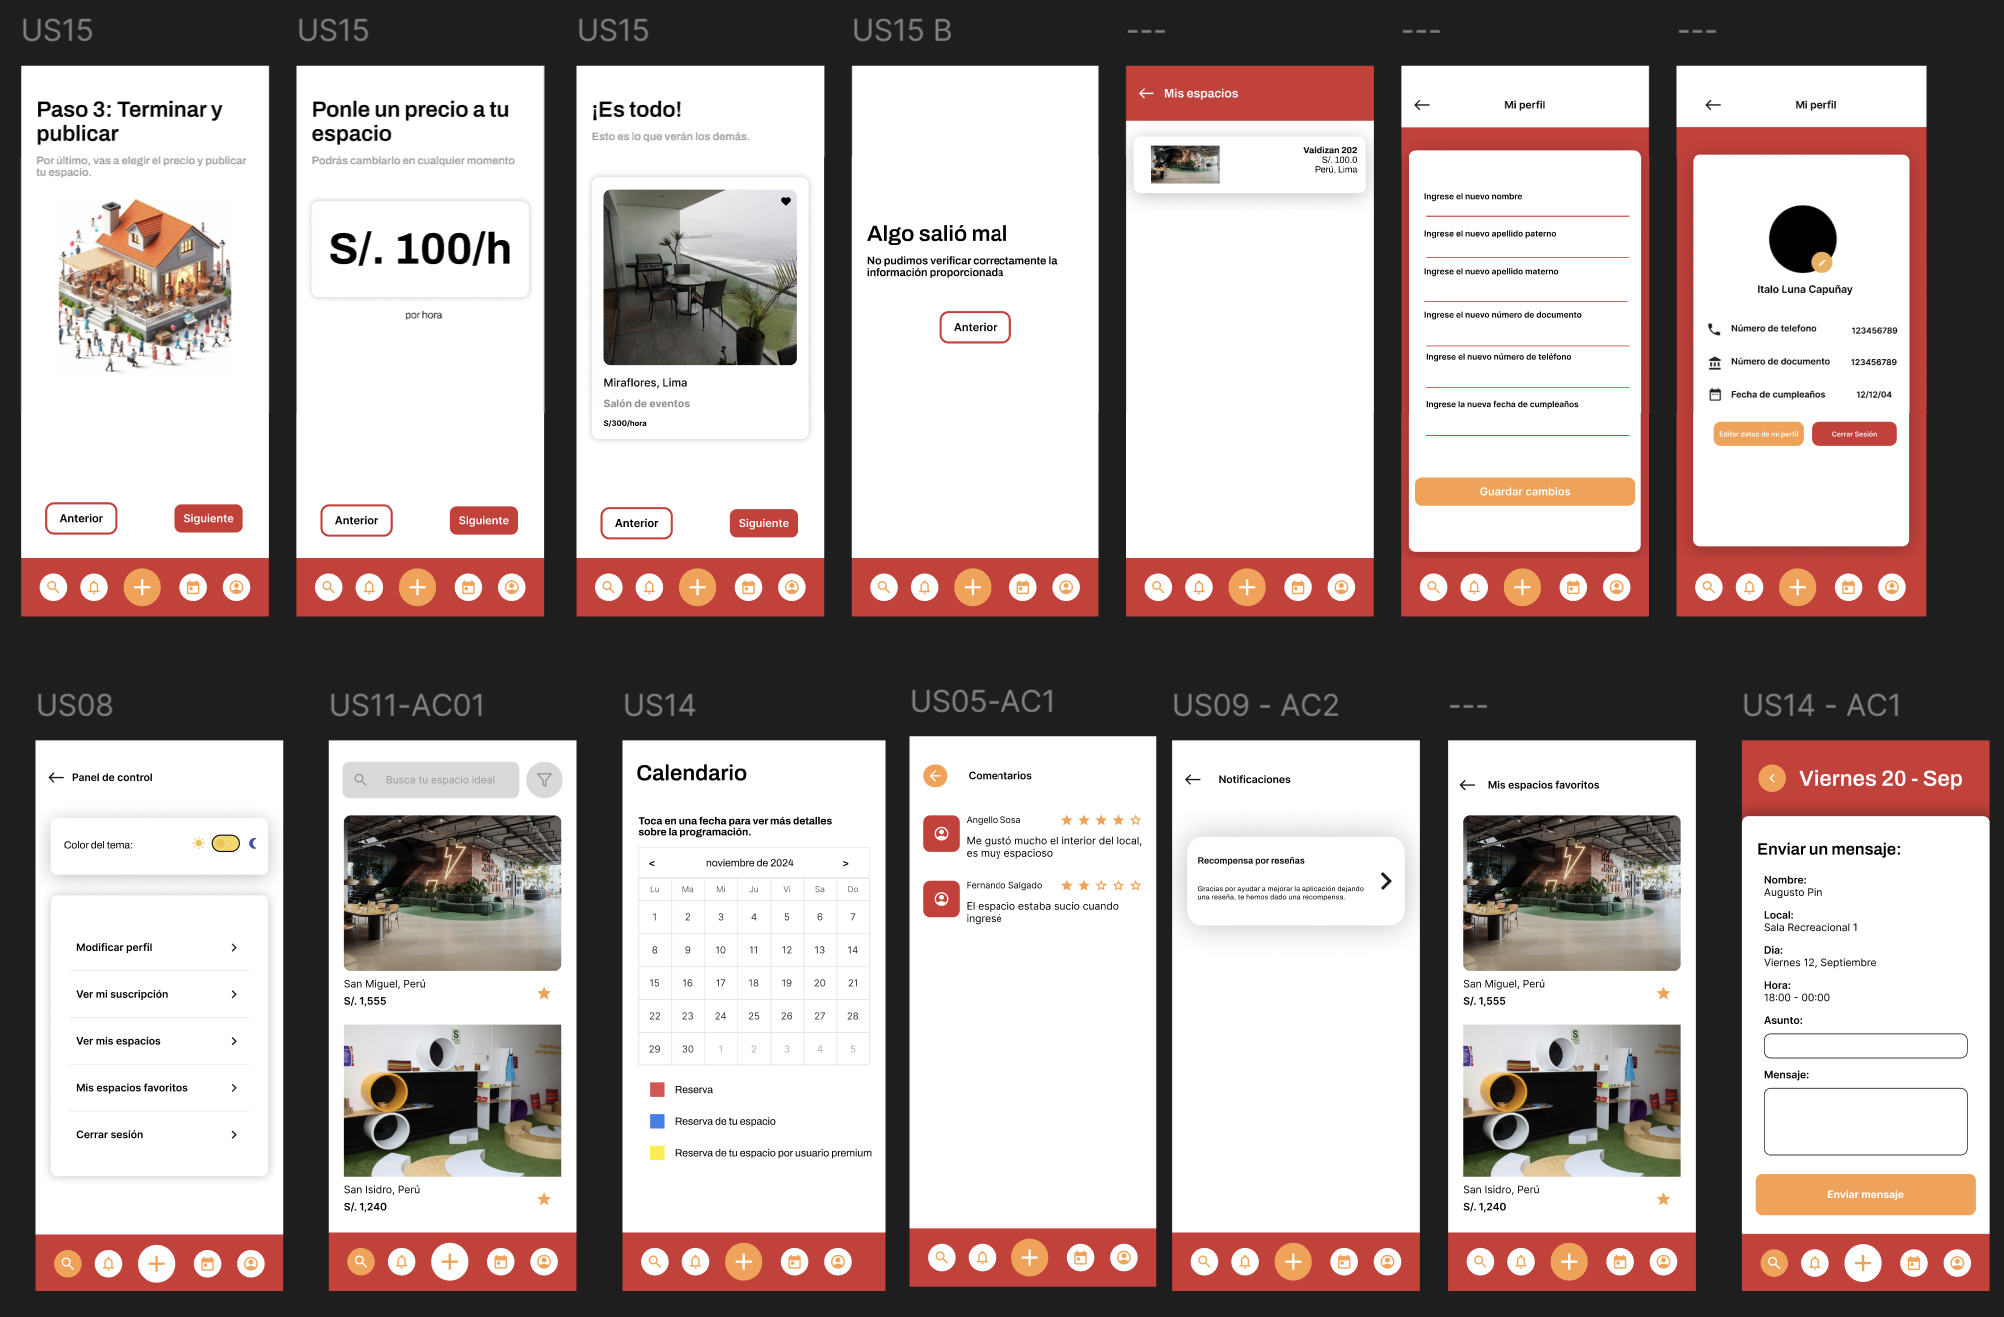 US15
Paso 3: Terminar y
publicar
Por último, vas a elegir el precio y publicar
tu espacio.
Anterior
Siguiente
US15
Ponle un precio a tu
espacio
Podrás cambiarlo en cualquier momento
S/. 100/h
por hora
Anterior
Siguiente
US15
¡Es todo!
Esto es lo que verán los demás.
Miraflores, Lima
Salón de eventos
S/300/hora
Anterior
Siguiente
US15 B
Algo salió mal
No pudimos verificar correctamente la
información proporcionada
Anterior
---
Mis espacios
Valdizan 202
S/. 100.0
Perú, Lima
---
Mi perfil
Ingrese el nuevo nombre
Ingrese el nuevo apellido paterno
Ingrese el nuevo apellido materno
Ingrese el nuevo número de documento
Ingrese el nuevo número de teléfono
Ingrese la nueva fecha de cumpleaños
Guardar cambios
---
Mi perfil
Italo Luna Capuñay
Número de telefono 123456789
Número de documento 123456789
Fecha de cumpleaños 12/12/04
Editar datos de mi perfil
Cerrar Sesión
US08
Panel de control
Color del tema:
Modificar perfil
Ver mi suscripción
Ver mis espacios
Mis espacios favoritos
Cerrar sesión
US11-AC01
Busca tu espacio ideal
San Miguel, Perú
S/. 1,555
San Isidro, Perú
S/. 1,240
US14
Calendario
Toca en una fecha para ver más detalles
sobre la programación.
< noviembre de 2024 >
Lu Ma Mi Ju Vi Sa Do
1 2 3 4 5 6 7
8 9 10 11 12 13 14
15 16 17 18 19 20 21
22 23 24 25 26 27 28
29 30 1 2 3 4 5
Reserva
Reserva de tu espacio
Reserva de tu espacio por usuario premium
US05-AC1
Comentarios
Angello Sosa
Me gustó mucho el interior del local,
es muy espacioso
Fernando Salgado
El espacio estaba sucio cuando
ingresé
US09 - AC2
Notificaciones
Recompensa por reseñas
Gracias por ayudar a mejorar la aplicación dejando
una reseña, te hemos dado una recompensa.
---
Mis espacios favoritos
San Miguel, Perú
S/. 1,555
San Isidro, Perú
S/. 1,240
US14 - AC1
Viernes 20 - Sep
Enviar un mensaje:
Nombre:
Augusto Pin
Local:
Sala Recreacional 1
Dia:
Viernes 12, Septiembre
Hora:
18:00 - 00:00
Asunto:
Mensaje:
Enviar mensaje